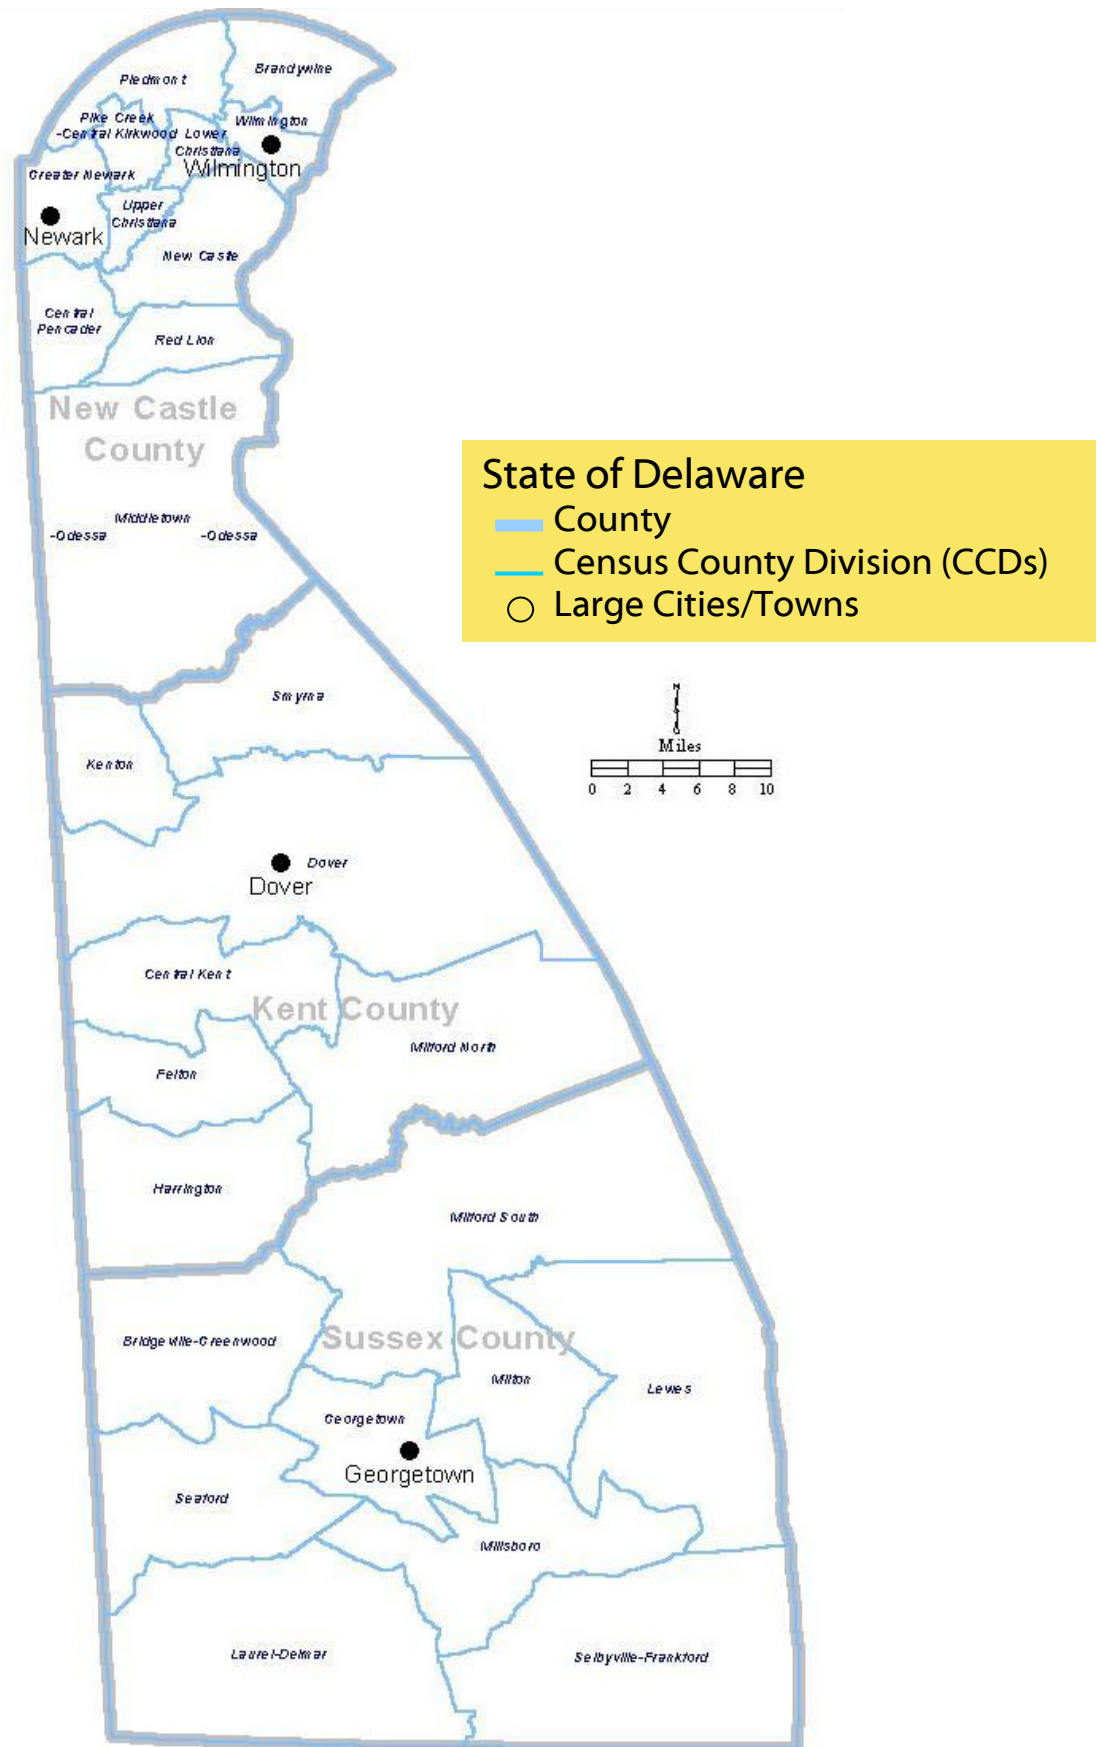 Piedmont
Brandywine
Pike Creek
-Central Kirkwood
Lower
Christiana
Wilmington
Wilmington
Greater Newark
Newark
Upper
Christiana
New Castle
Central
Pencader
Red Lion
New Castle
County
Middletown
-Odessa
-Odessa
State of Delaware
County
Census County Division (CCDs)
Large Cities/Towns
N
Miles
0 2 4 6 8 10
Smyrna
Kenton
Dover
Dover
Central Kent
Kent County
Milford North
Felton
Harrington
Milford South
Bridgeville-Greenwood
Sussex County
Milton
Lewes
Georgetown
Georgetown
Seaford
Millsboro
Laurel-Delmar
Selbyville-Frankford